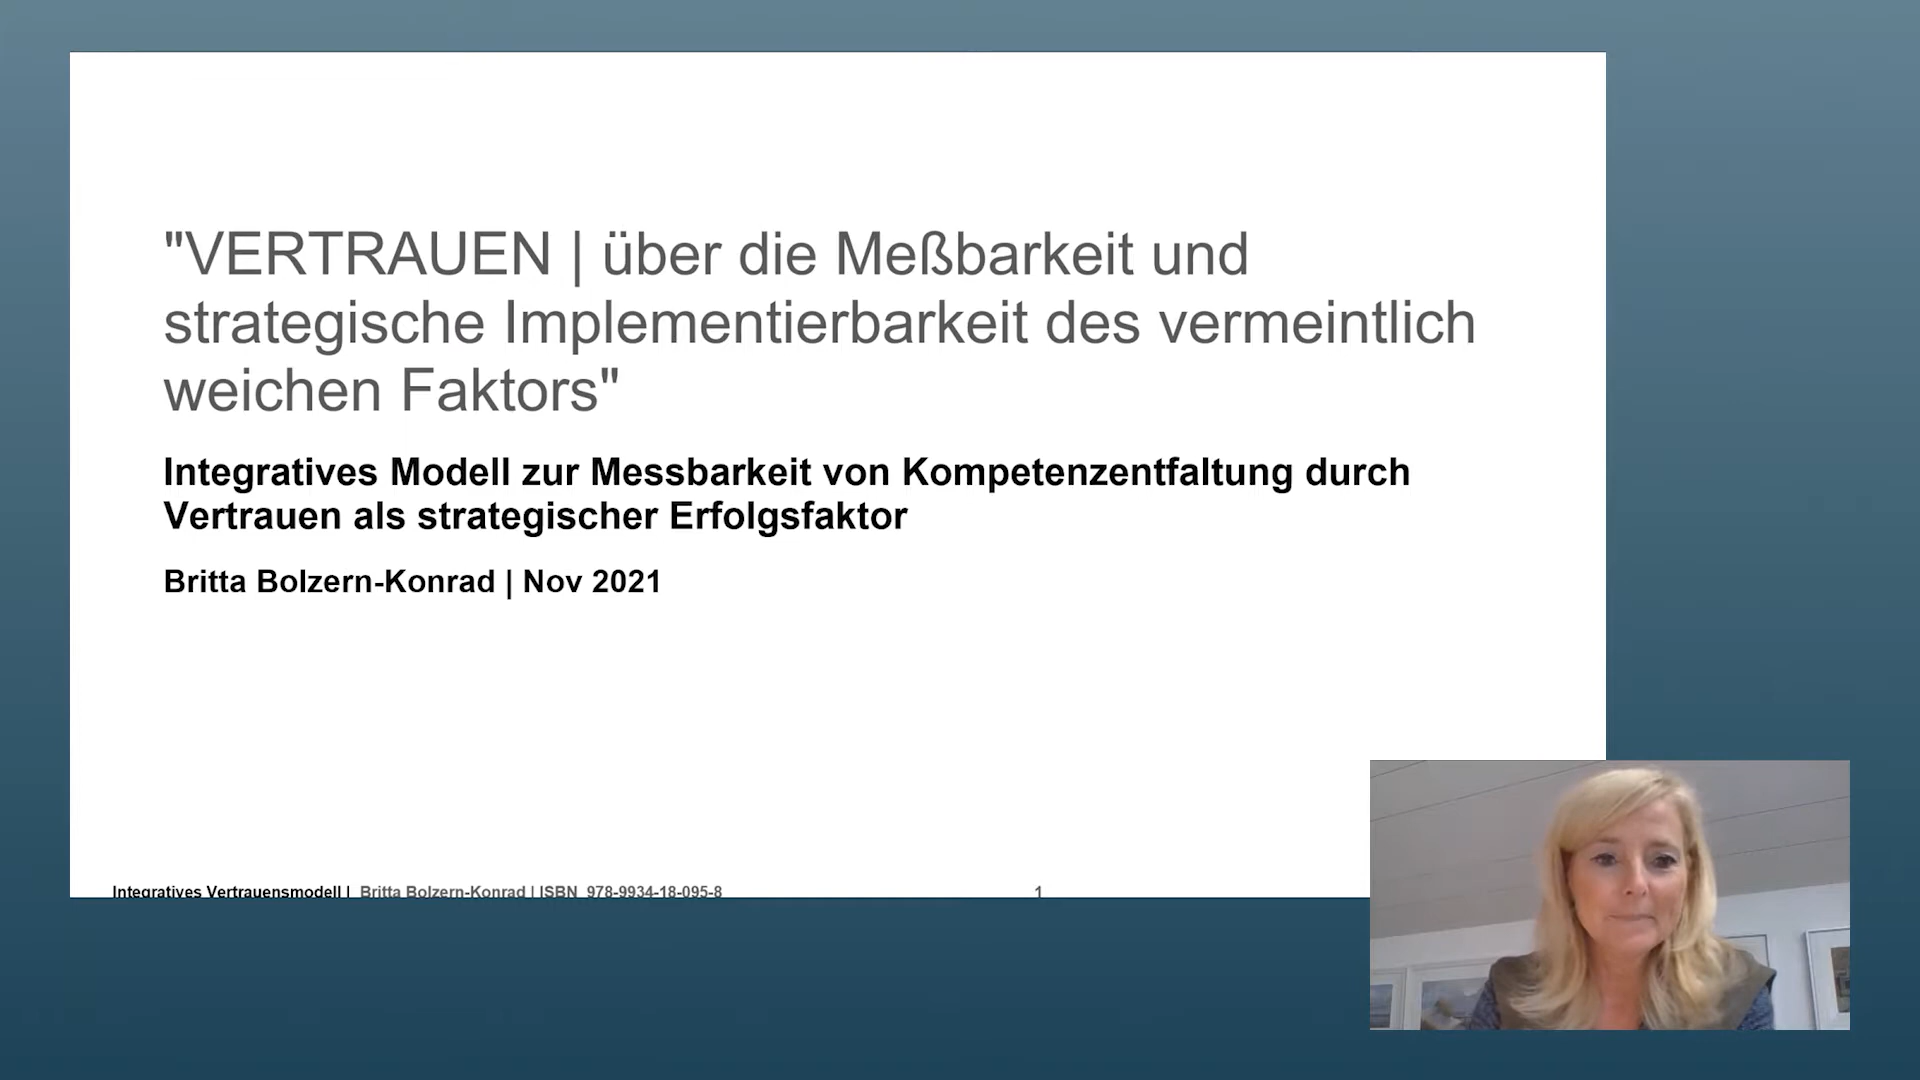 "VERTRAUEN | über die Meßbarkeit und
strategische Implementierbarkeit des vermeintlich
weichen Faktors"
Integratives Modell zur Messbarkeit von Kompetenzentfaltung durch
Vertrauen als strategischer Erfolgsfaktor
Britta Bolzern-Konrad | Nov 2021
Integratives Vertrauensmodell | Britta Bolzern-Konrad | ISBN 978-9934-18-095-8 1